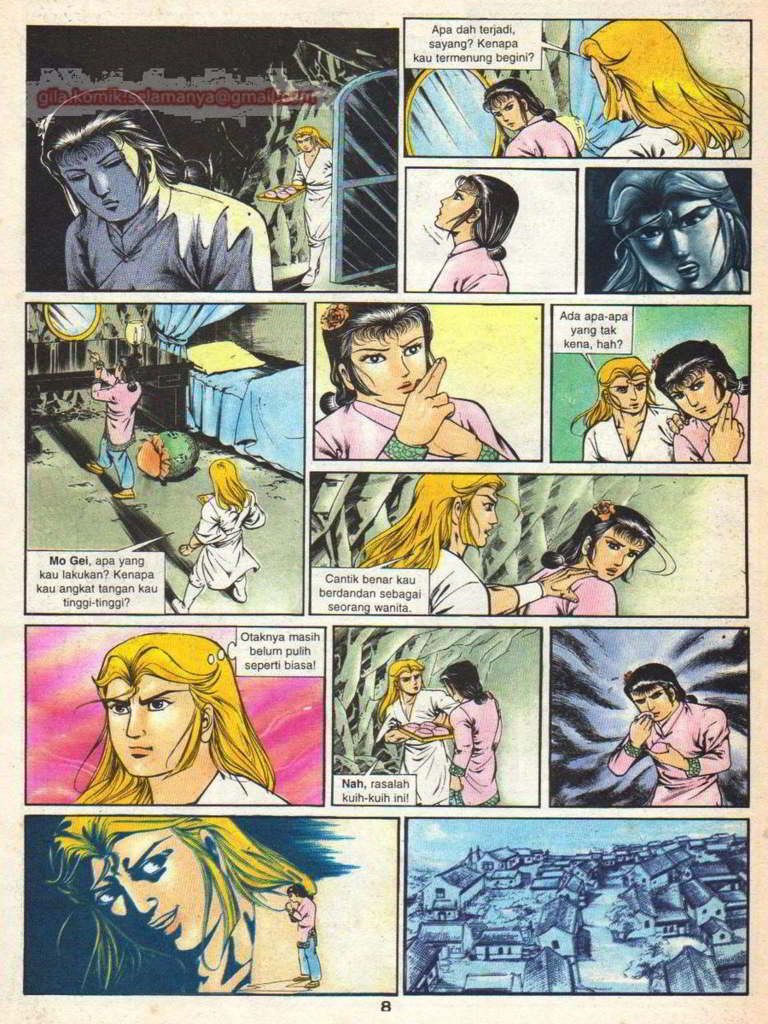 gila.komik.selamanya@gmail.com
Apa dah terjadi,
sayang? Kenapa
kau termenung begini?
Mo Gei, apa yang
kau lakukan? Kenapa
kau angkat tangan kau
tinggi-tinggi?
Ada apa-apa
yang tak
kena, hah?
Cantik benar kau
berdandan sebagai
seorang wanita.
Otaknya masih
belum pulih
seperti biasa!
Nah, rasalah
kuih-kuih ini!
8